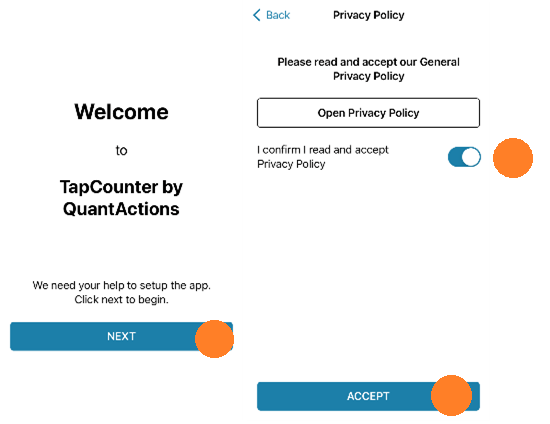 Welcome
to
TapCounter by
QuantActions
We need your help to setup the app.
Click next to begin.
NEXT
Back
Privacy Policy
Please read and accept our General
Privacy Policy
Open Privacy Policy
I confirm I read and accept
Privacy Policy
ACCEPT